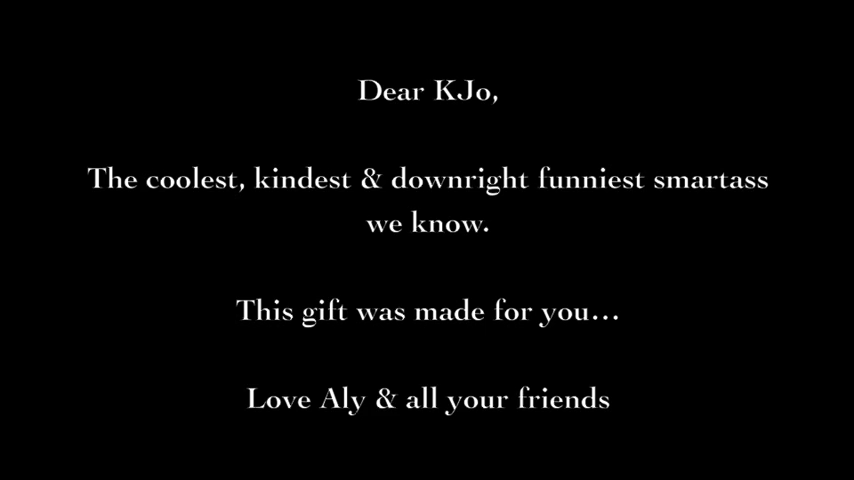 Dear KJo,
The coolest, kindest & downright funniest smartass
we know.
This gift was made for you...
Love Aly & all your friends